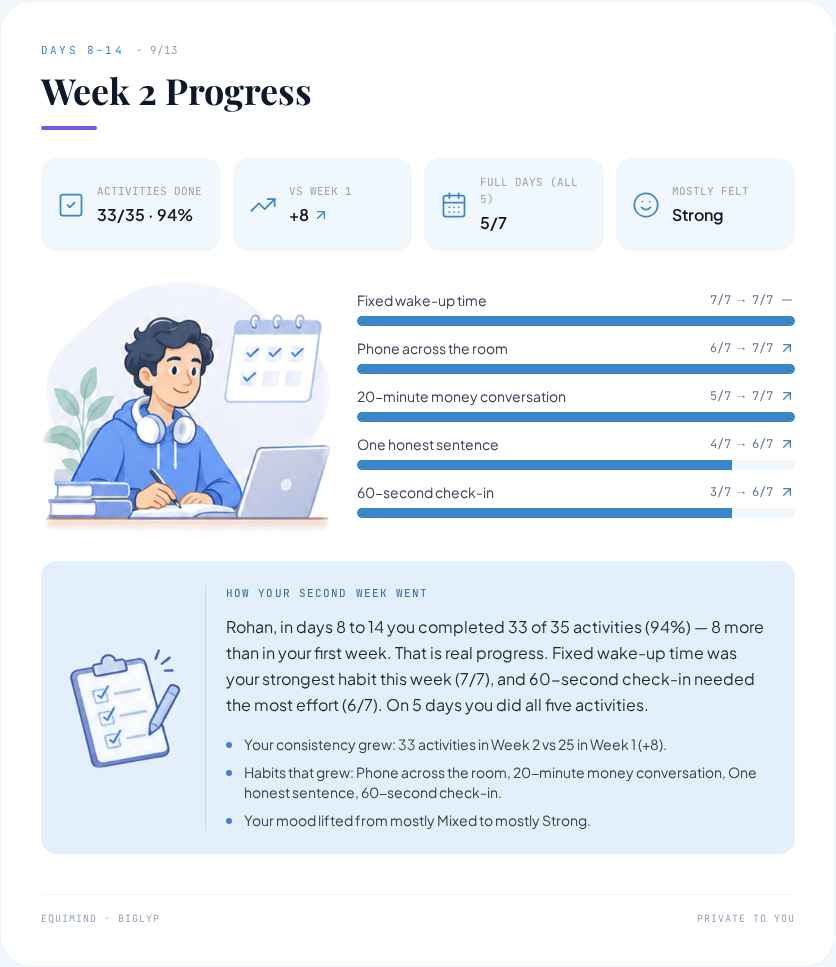 DAYS 8–14 · 9/13
Week 2 Progress
ACTIVITIES DONE
33/35 · 94%
VS WEEK 1
+8 ↗
FULL DAYS (ALL
5)
5/7
MOSTLY FELT
Strong
Fixed wake-up time 7/7 → 7/7 —
Phone across the room 6/7 → 7/7 ↗
20-minute money conversation 5/7 → 7/7 ↗
One honest sentence 4/7 → 6/7 ↗
60-second check-in 3/7 → 6/7 ↗
HOW YOUR SECOND WEEK WENT
Rohan, in days 8 to 14 you completed 33 of 35 activities (94%) — 8 more
than in your first week. That is real progress. Fixed wake-up time was
your strongest habit this week (7/7), and 60-second check-in needed
the most effort (6/7). On 5 days you did all five activities.
• Your consistency grew: 33 activities in Week 2 vs 25 in Week 1 (+8).
• Habits that grew: Phone across the room, 20-minute money conversation, One
honest sentence, 60-second check-in.
• Your mood lifted from mostly Mixed to mostly Strong.
EQUIMIND · BIGLYP
PRIVATE TO YOU